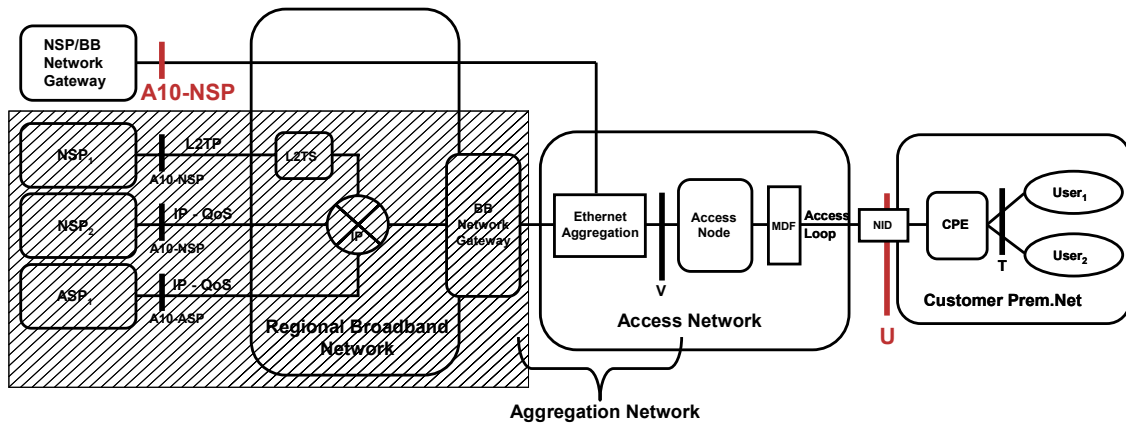 NSP/BB
Network
Gateway
A10-NSP
NSP1
L2TP
A10-NSP
L2TS
NSP2
IP - QoS
A10-NSP
IP
ASP1
IP - QoS
A10-ASP
Regional Broadband
Network
BB
Network
Gateway
Ethernet
Aggregation
V
Access
Node
MDF
Access
Loop
Access Network
Aggregation Network
NID
U
CPE
T
User1
User2
Customer Prem.Net